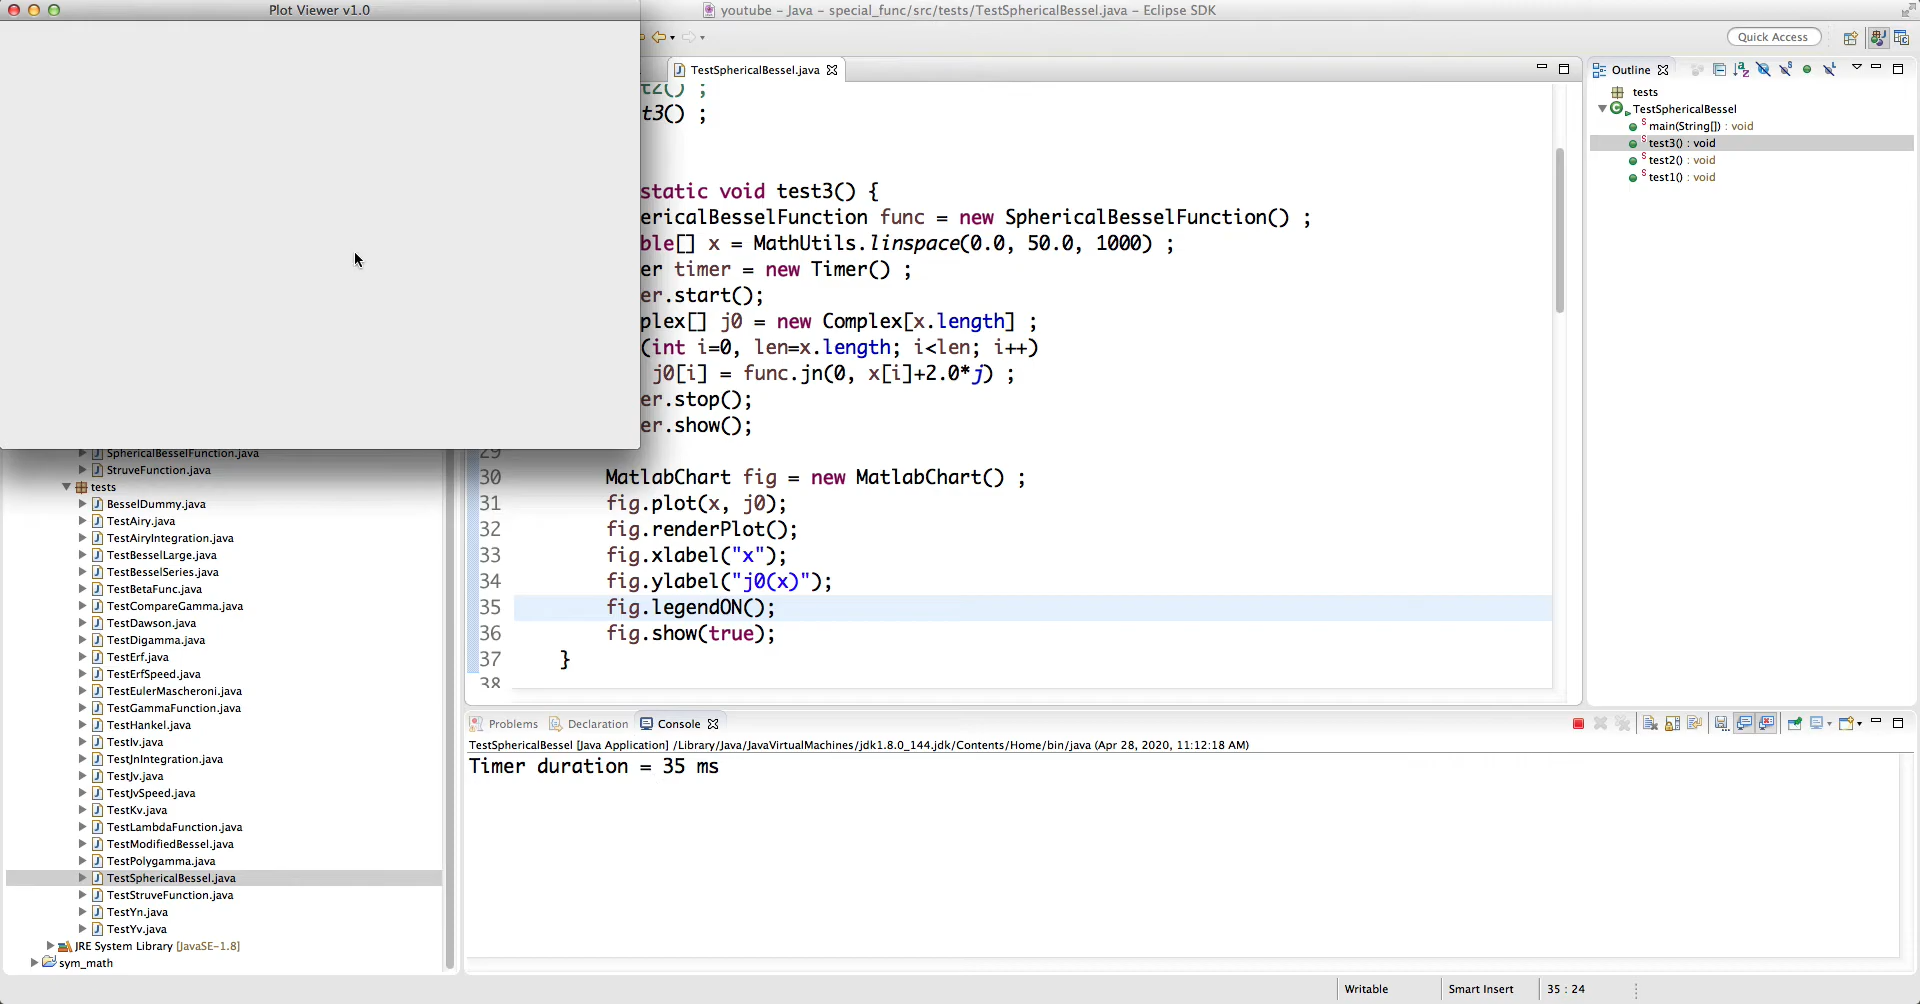 Plot Viewer v1.0
youtube – Java – special_func/src/tests/TestSphericalBessel.java – Eclipse SDK
Quick Access
TestSphericalBessel.java
t2() ;
t3() ;
static void test3() {
ericalBesselFunction func = new SphericalBesselFunction() ;
ble[] x = MathUtils.linspace(0.0, 50.0, 1000) ;
er timer = new Timer() ;
er.start();
plex[] j0 = new Complex[x.length] ;
(int i=0, len=x.length; i<len; i++)
j0[i] = func.jn(0, x[i]+2.0*j) ;
er.stop();
er.show();
29
30 MatlabChart fig = new MatlabChart() ;
31 fig.plot(x, j0);
32 fig.renderPlot();
33 fig.xlabel("x");
34 fig.ylabel("j0(x)");
35 fig.legendON();
36 fig.show(true);
37 }
38
Outline
tests
TestSphericalBessel
main(String[]) : void
test3() : void
test2() : void
test1() : void
SphericalBesselFunction.java
StruveFunction.java
tests
BesselDummy.java
TestAiry.java
TestAiryIntegration.java
TestBesselLarge.java
TestBesselSeries.java
TestBetaFunc.java
TestCompareGamma.java
TestDawson.java
TestDigamma.java
TestErf.java
TestErfSpeed.java
TestEulerMascheroni.java
TestGammaFunction.java
TestHankel.java
TestIv.java
TestJnIntegration.java
TestJv.java
TestJvSpeed.java
TestKv.java
TestLambdaFunction.java
TestModifiedBessel.java
TestPolygamma.java
TestSphericalBessel.java
TestStruveFunction.java
TestYn.java
TestYv.java
JRE System Library [JavaSE-1.8]
sym_math
Problems Declaration Console
TestSphericalBessel [Java Application] /Library/Java/JavaVirtualMachines/jdk1.8.0_144.jdk/Contents/Home/bin/java (Apr 28, 2020, 11:12:18 AM)
Timer duration = 35 ms
Writable Smart Insert 35 : 24